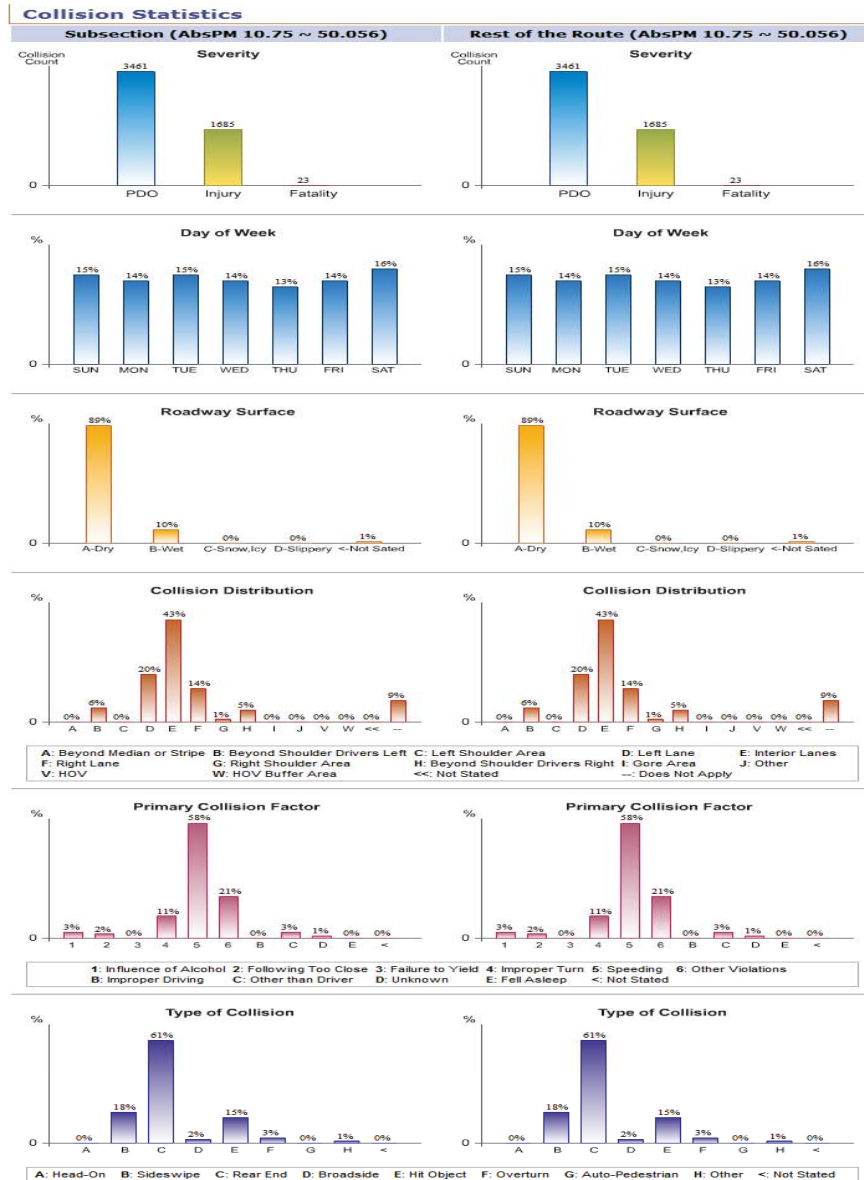 Collision Statistics
Subsection (AbsPM 10.75 ~ 50.056) Rest of the Route (AbsPM 10.75 ~ 50.056)
Collision Count Severity Collision Count Severity
3461 3461
1685 1685
23 23
0 0
PDO Injury Fatality PDO Injury Fatality
Day of Week Day of Week
% %
15% 14% 15% 14% 13% 14% 16% 15% 14% 15% 14% 13% 14% 16%
0 0
SUN MON TUE WED THU FRI SAT SUN MON TUE WED THU FRI SAT
Roadway Surface Roadway Surface
% %
89% 10% 0% 0% 1% 89% 10% 0% 0% 1%
0 0
A-Dry B-Wet C-Snow,Icy D-Slippery <-Not Sated A-Dry B-Wet C-Snow,Icy D-Slippery <-Not Sated
Collision Distribution Collision Distribution
% %
0% 6% 0% 20% 43% 14% 1% 5% 0% 0% 0% 0% 0% 9% 0% 6% 0% 20% 43% 14% 1% 5% 0% 0% 0% 0% 0% 9%
0 0
A B C D E F G H I J V W << -- A B C D E F G H I J V W << --
A: Beyond Median or Stripe B: Beyond Shoulder Drivers Left C: Left Shoulder Area D: Left Lane E: Interior Lanes
F: Right Lane G: Right Shoulder Area H: Beyond Shoulder Drivers Right I: Gore Area J: Other
V: HOV W: HOV Buffer Area <<: Not Stated --: Does Not Apply
Primary Collision Factor Primary Collision Factor
% %
3% 2% 0% 11% 58% 21% 0% 3% 1% 0% 0% 3% 2% 0% 11% 58% 21% 0% 3% 1% 0% 0%
0 0
1 2 3 4 5 6 B C D E < 1 2 3 4 5 6 B C D E <
1: Influence of Alcohol 2: Following Too Close 3: Failure to Yield 4: Improper Turn 5: Speeding 6: Other Violations
B: Improper Driving C: Other than Driver D: Unknown E: Fell Asleep <: Not Stated
Type of Collision Type of Collision
% %
0% 18% 61% 2% 15% 3% 0% 1% 0% 0% 18% 61% 2% 15% 3% 0% 1% 0%
0 0
A B C D E F G H < A B C D E F G H <
A: Head-On B: Sideswipe C: Rear End D: Broadside E: Hit Object F: Overturn G: Auto-Pedestrian H: Other <: Not Stated